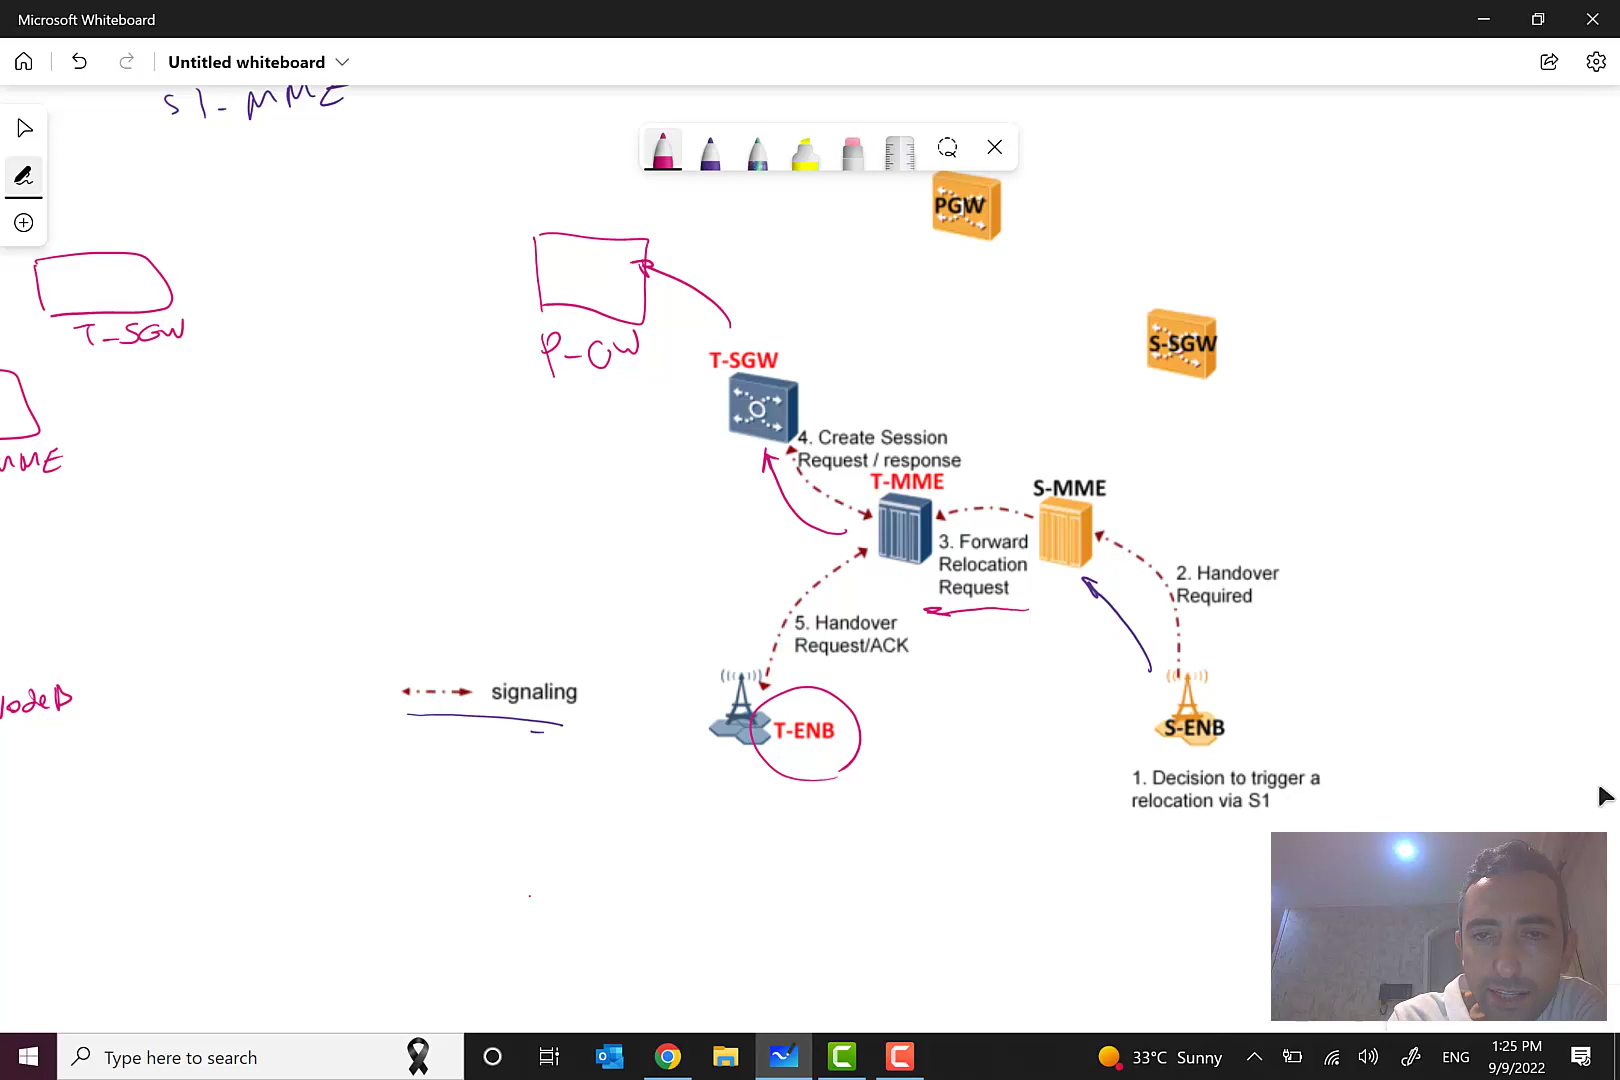 Microsoft Whiteboard
Untitled whiteboard
S1-MME
PGW
T-SGW
P-GW
S-SGW
T-SGW
4. Create Session
Request / response
T-MME
S-MME
MME
3. Forward
Relocation
Request
2. Handover
Required
5. Handover
Request/ACK
signaling
odeB
T-ENB
S-ENB
1. Decision to trigger a
relocation via S1
Type here to search
33°C Sunny
ENG
1:25 PM
9/9/2022